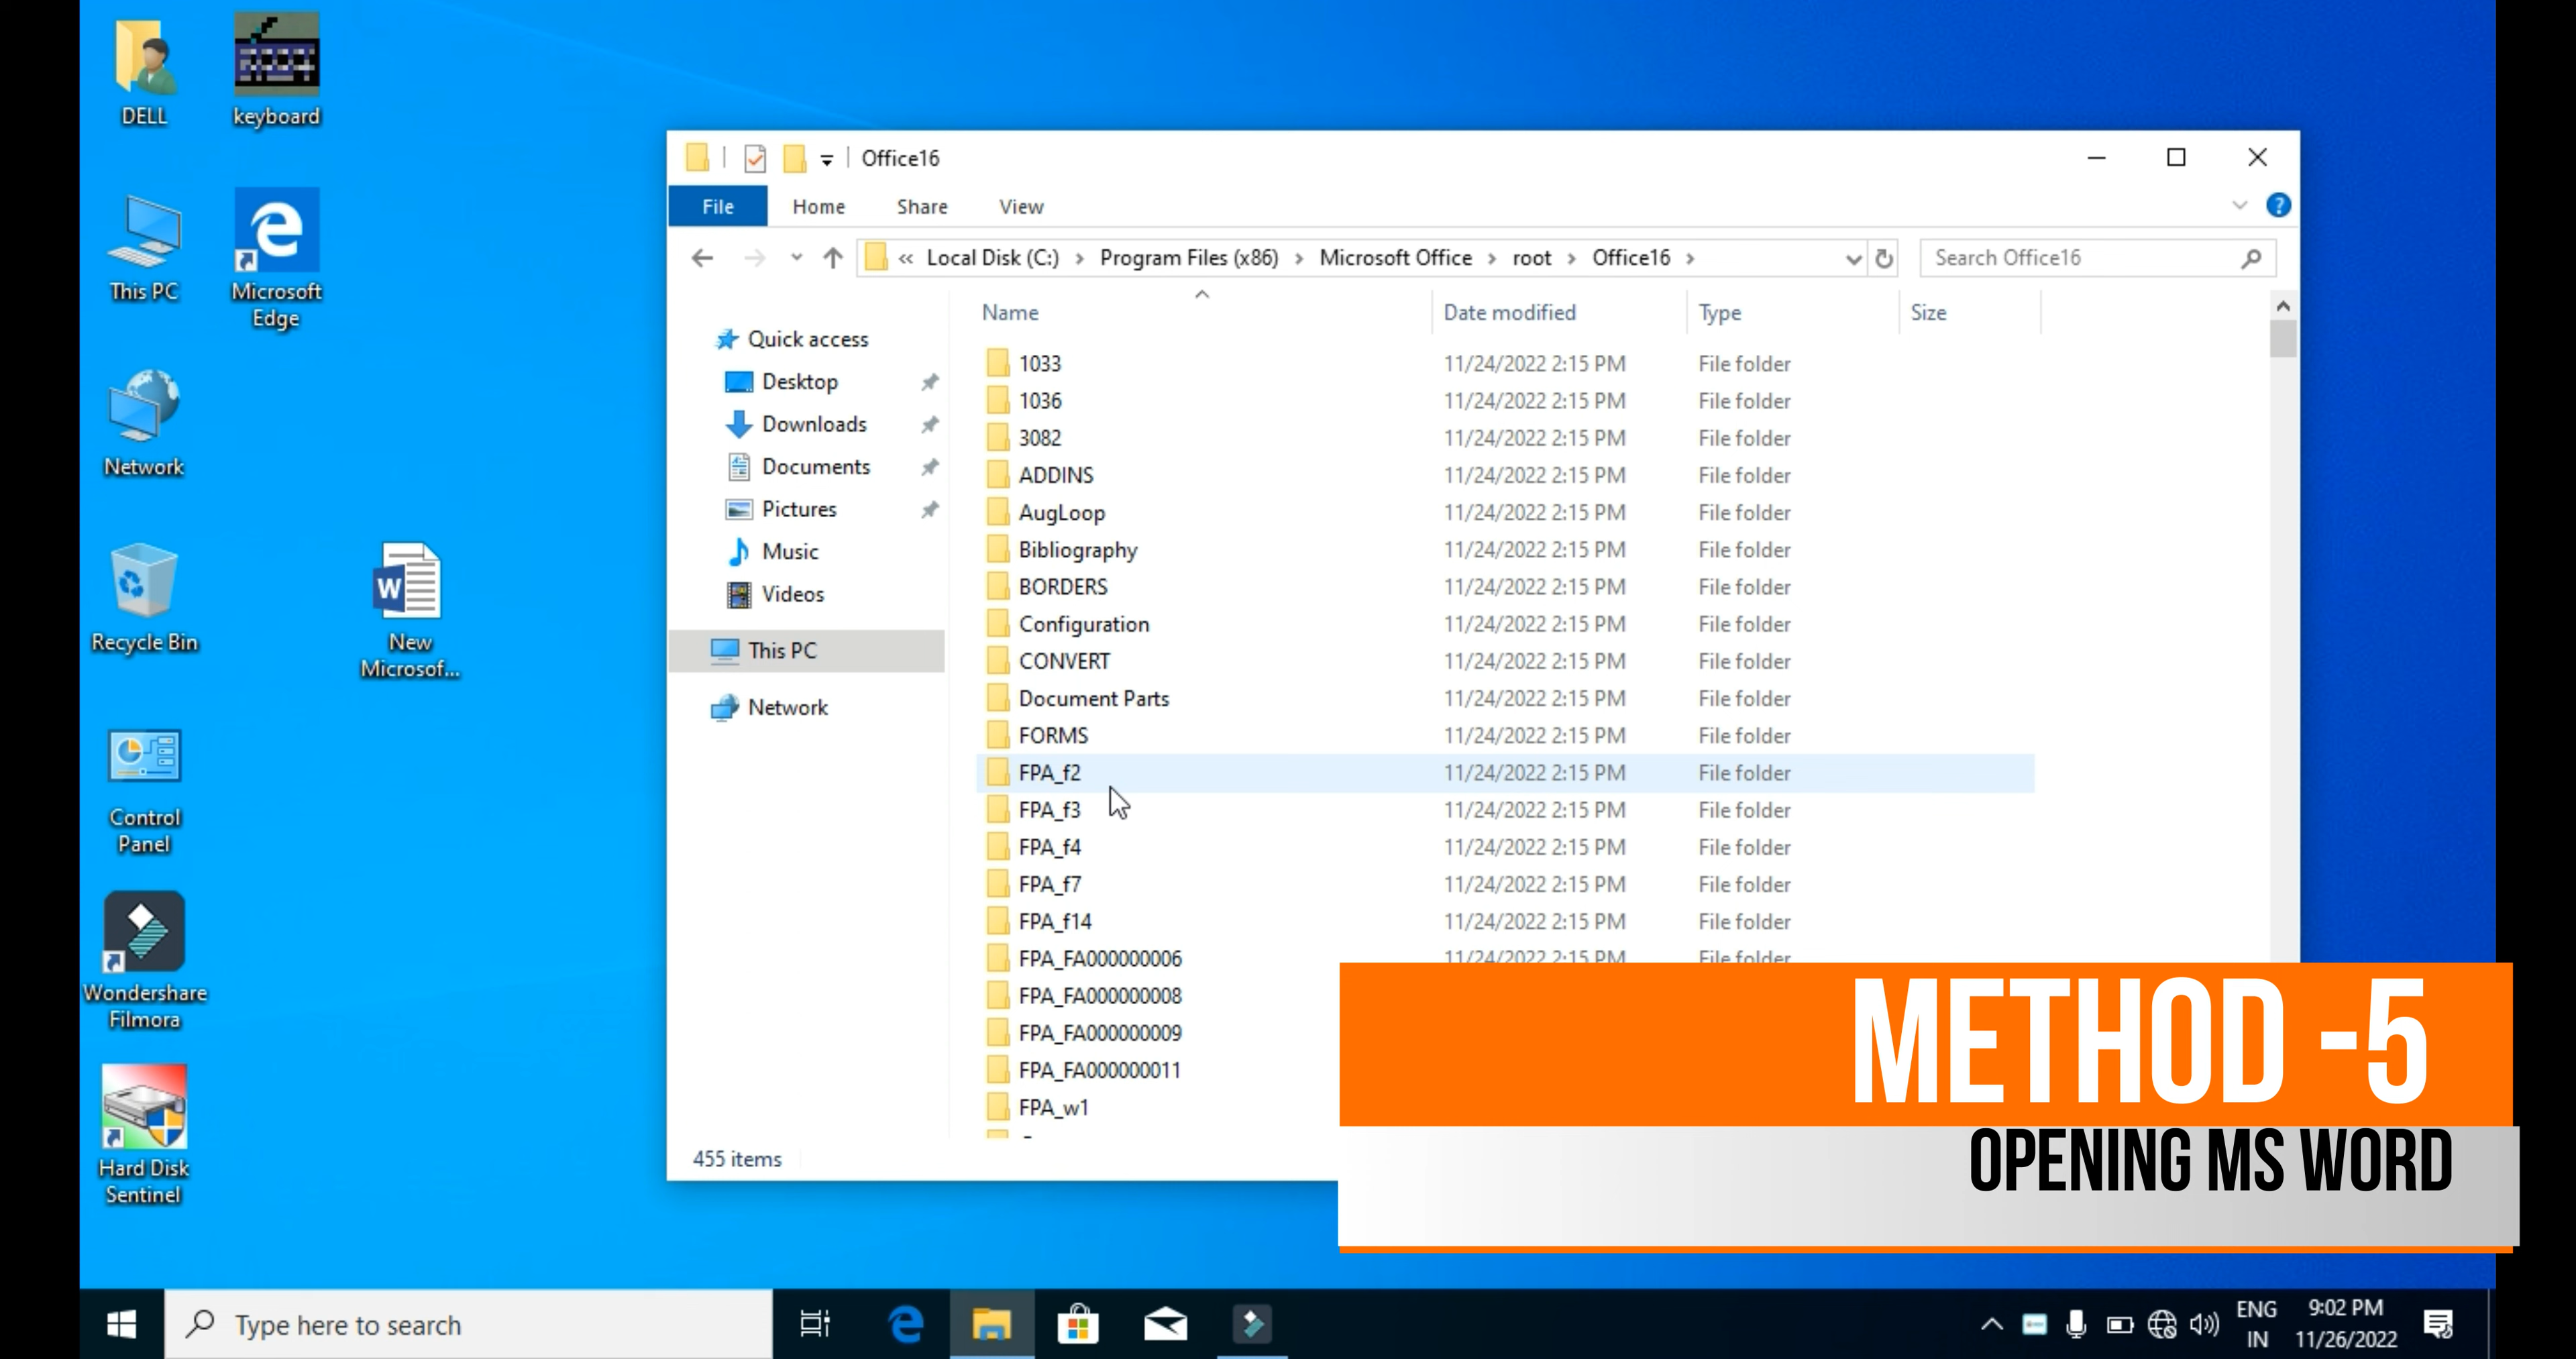 DELL
keyboard
This PC
Microsoft
Edge
Network
Recycle Bin
New
Microsof...
Control
Panel
Wondershare
Filmora
Hard Disk
Sentinel
Office16
File Home Share View
« Local Disk (C:) › Program Files (x86) › Microsoft Office › root › Office16 ›
Search Office16
Quick access
Desktop
Downloads
Documents
Pictures
Music
Videos
This PC
Network
Name Date modified Type Size
1033 11/24/2022 2:15 PM File folder
1036 11/24/2022 2:15 PM File folder
3082 11/24/2022 2:15 PM File folder
ADDINS 11/24/2022 2:15 PM File folder
AugLoop 11/24/2022 2:15 PM File folder
Bibliography 11/24/2022 2:15 PM File folder
BORDERS 11/24/2022 2:15 PM File folder
Configuration 11/24/2022 2:15 PM File folder
CONVERT 11/24/2022 2:15 PM File folder
Document Parts 11/24/2022 2:15 PM File folder
FORMS 11/24/2022 2:15 PM File folder
FPA_f2 11/24/2022 2:15 PM File folder
FPA_f3 11/24/2022 2:15 PM File folder
FPA_f4 11/24/2022 2:15 PM File folder
FPA_f7 11/24/2022 2:15 PM File folder
FPA_f14 11/24/2022 2:15 PM File folder
FPA_FA000000006 11/24/2022 2:15 PM File folder
FPA_FA000000008
FPA_FA000000009
FPA_FA000000011
FPA_w1
455 items
METHOD -5
OPENING MS WORD
Type here to search
ENG
IN
9:02 PM
11/26/2022